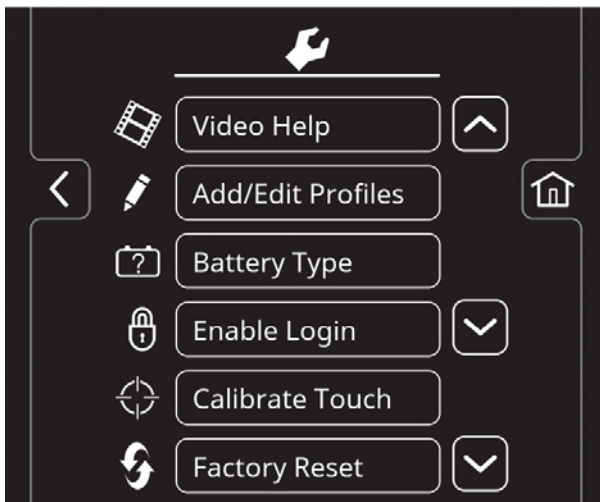 Video Help
Add/Edit Profiles
?
Battery Type
Enable Login
Calibrate Touch
Factory Reset